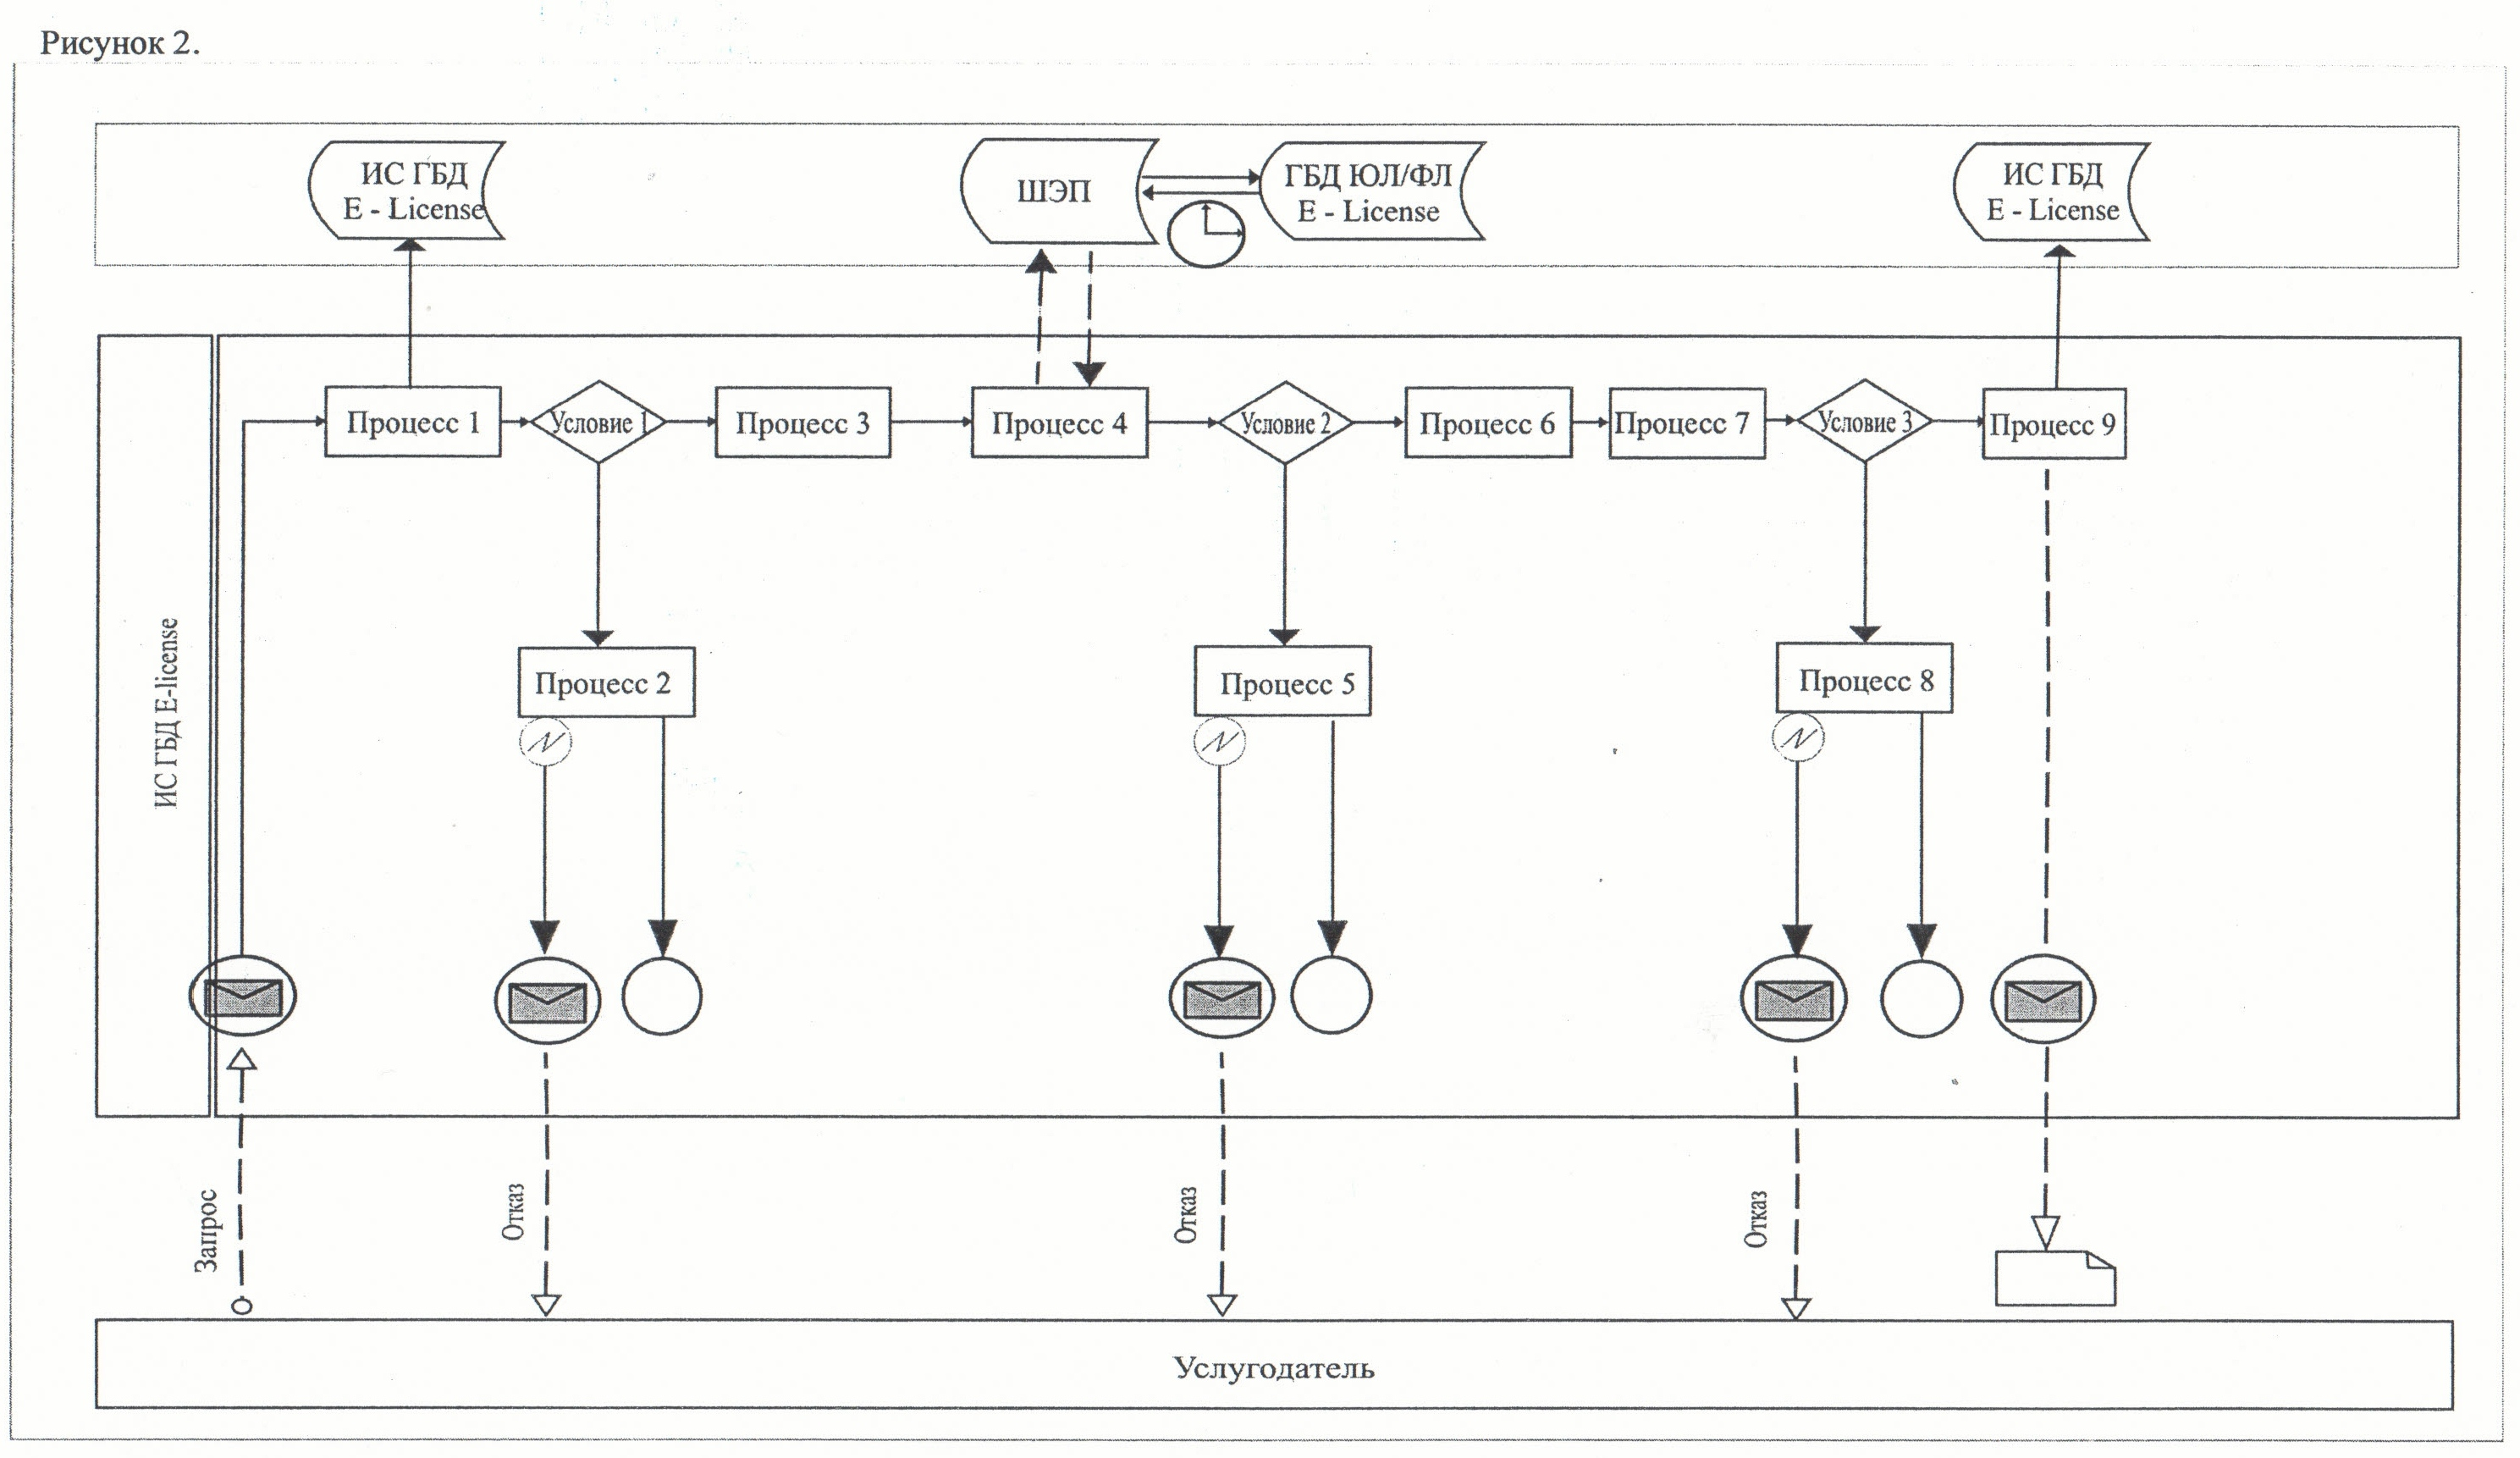 Рисунок 2.
ИС ГБД
E - License
ШЭП
ГБД ЮЛ/ФЛ
E - License
ИС ГБД
E - License
Процесс 1
Условие 1
Процесс 3
Процесс 4
Условие 2
Процесс 6
Процесс 7
Условие 3
Процесс 9
ИС ГБД E-license
Процесс 2
Процесс 5
Процесс 8
Запрос
Отказ
Отказ
Отказ
Услугодатель